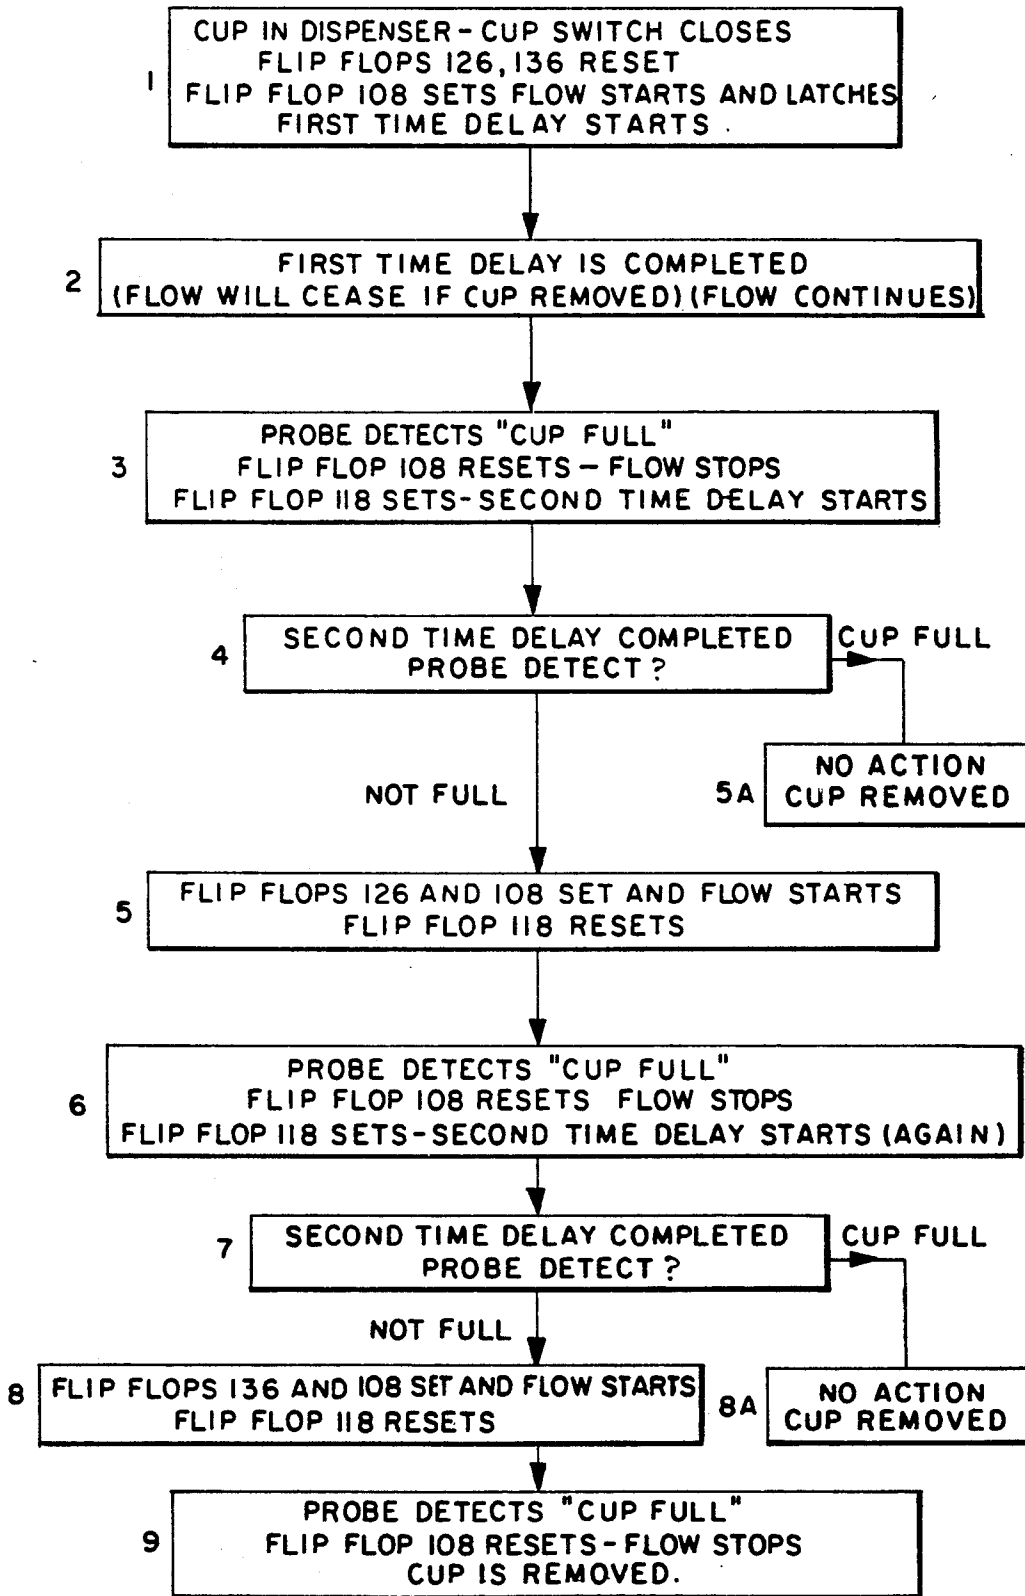 1
CUP IN DISPENSER - CUP SWITCH CLOSES
FLIP FLOPS 126, 136 RESET
FLIP FLOP 108 SETS FLOW STARTS AND LATCHES
FIRST TIME DELAY STARTS.
2
FIRST TIME DELAY IS COMPLETED
(FLOW WILL CEASE IF CUP REMOVED) (FLOW CONTINUES)
3
PROBE DETECTS "CUP FULL"
FLIP FLOP 108 RESETS - FLOW STOPS
FLIP FLOP 118 SETS - SECOND TIME DELAY STARTS
4
SECOND TIME DELAY COMPLETED
PROBE DETECT ?
CUP FULL
NOT FULL
5A
NO ACTION
CUP REMOVED
5
FLIP FLOPS 126 AND 108 SET AND FLOW STARTS
FLIP FLOP 118 RESETS
6
PROBE DETECTS "CUP FULL"
FLIP FLOP 108 RESETS FLOW STOPS
FLIP FLOP 118 SETS - SECOND TIME DELAY STARTS (AGAIN)
7
SECOND TIME DELAY COMPLETED
PROBE DETECT ?
CUP FULL
NOT FULL
8
FLIP FLOPS 136 AND 108 SET AND FLOW STARTS
FLIP FLOP 118 RESETS
8A
NO ACTION
CUP REMOVED
9
PROBE DETECTS "CUP FULL"
FLIP FLOP 108 RESETS - FLOW STOPS
CUP IS REMOVED.